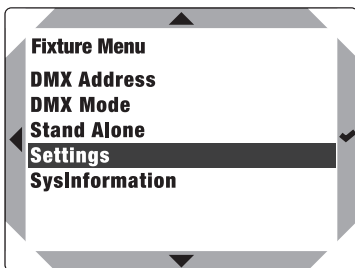 Fixture Menu
DMX Address
DMX Mode
Stand Alone
Settings
SysInformation